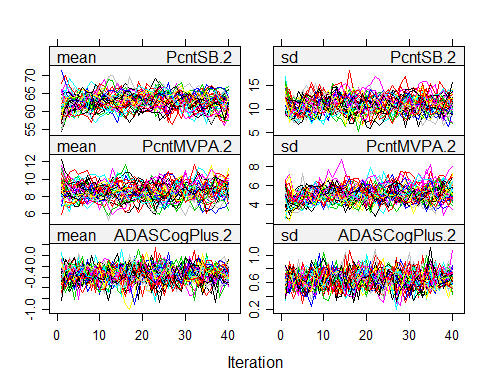 mean PcntSB.2
sd PcntSB.2
55 60 65 70
5 10 15
mean PcntMVPA.2
sd PcntMVPA.2
6 8 10 12
4 6 8
mean ADASCogPlus.2
sd ADASCogPlus.2
-1.0 -0.4 0.0
0.2 0.6 1.0
0 10 20 30 40
0 10 20 30 40
Iteration